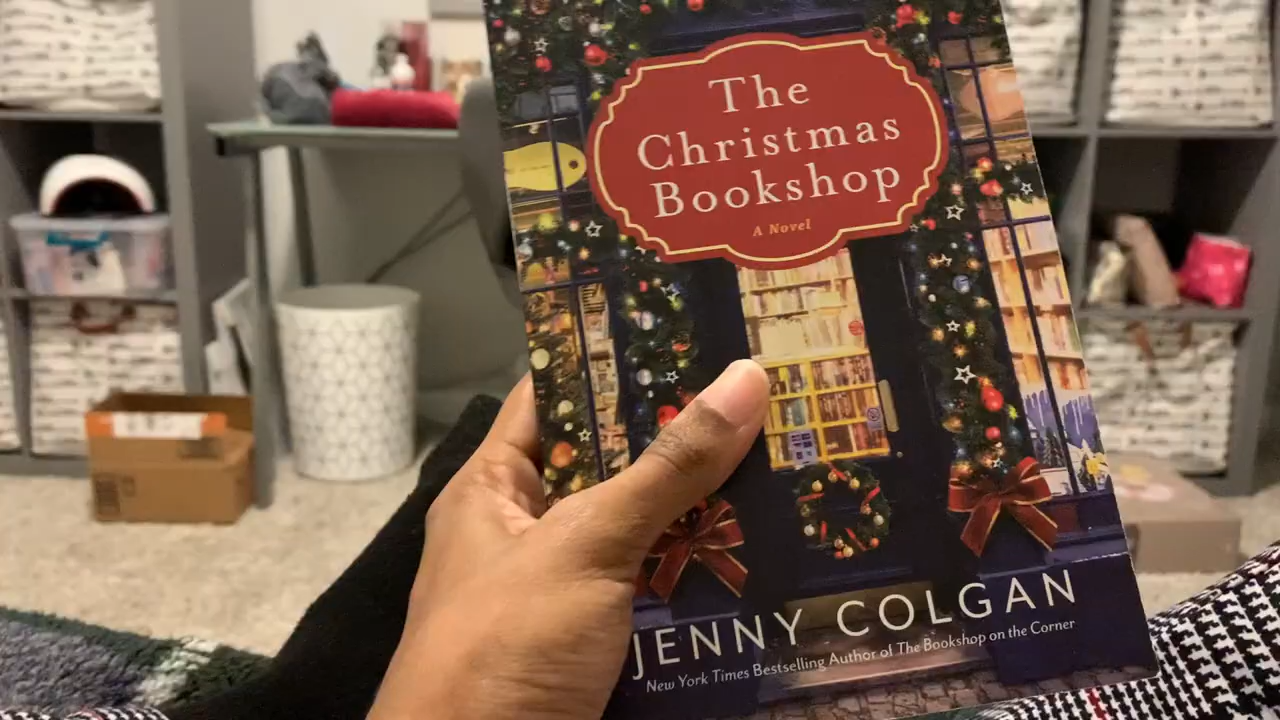 The
Christmas
Bookshop
A Novel
JENNY COLGAN
New York Times Bestselling Author of The Bookshop on the Corner